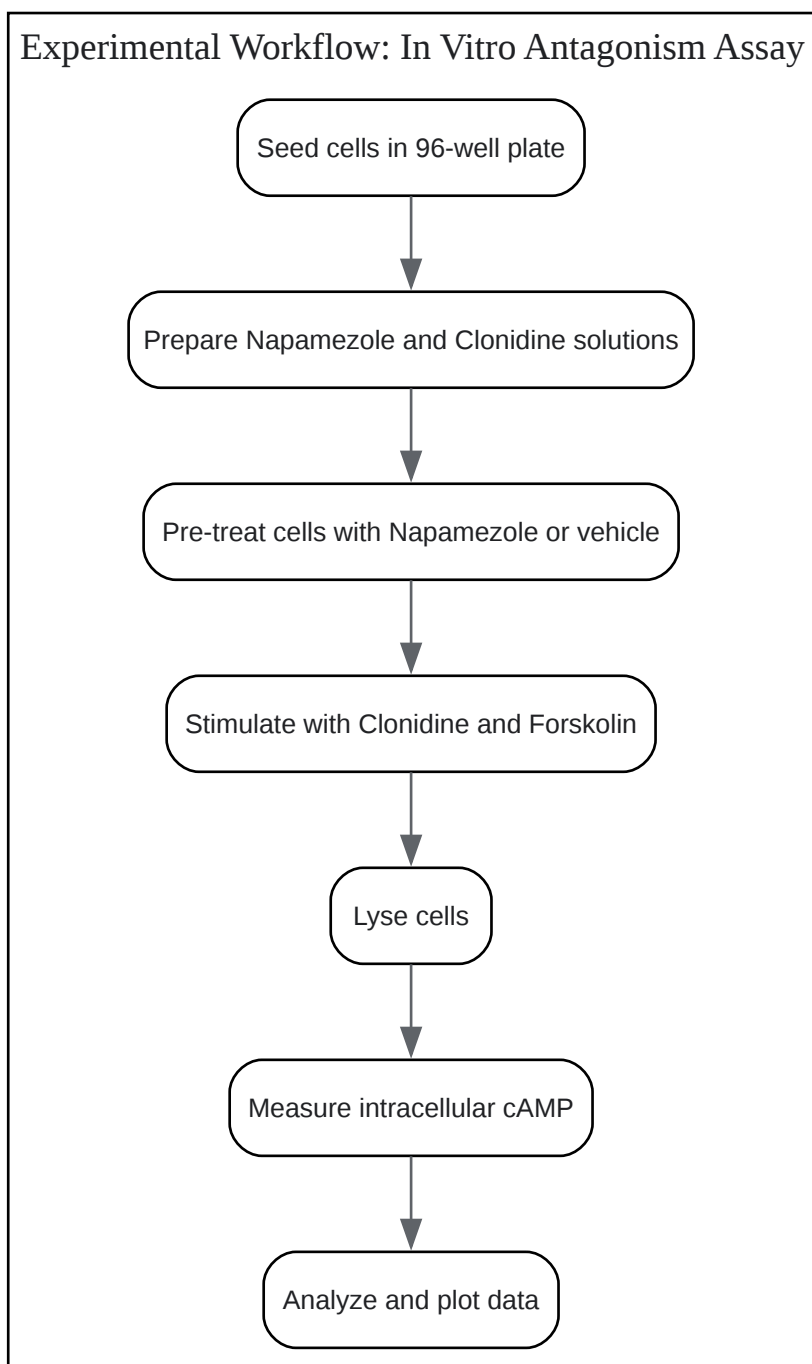 Experimental Workflow: In Vitro Antagonism Assay
Seed cells in 96-well plate
Prepare Napamezole and Clonidine solutions
Pre-treat cells with Napamezole or vehicle
Stimulate with Clonidine and Forskolin
Lyse cells
Measure intracellular cAMP
Analyze and plot data